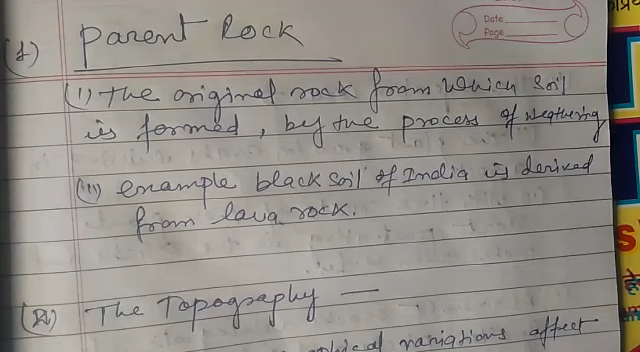 Date
Page
(1) Parent Rock
(i) The original rock from which soil
is formed, by the process of weathering
(ii) example black soil of India is derived
from lava rock.
(2) The Topography —
variations affect